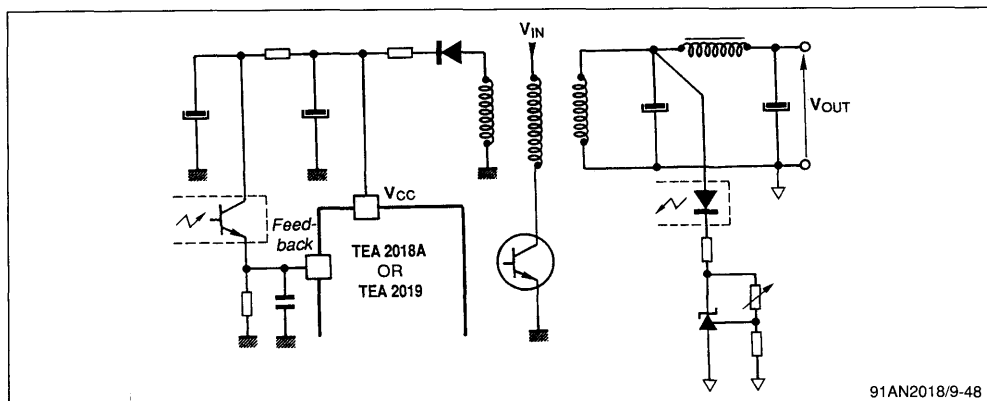 VIN
VOUT
VCC
Feed-
back
TEA 2018A
OR
TEA 2019
91AN2018/9-48